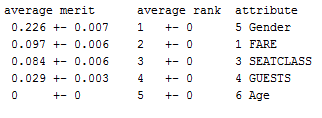 average merit average rank attribute
0.226 +- 0.007 1 +- 0 5 Gender
0.097 +- 0.006 2 +- 0 1 FARE
0.084 +- 0.006 3 +- 0 3 SEATCLASS
0.029 +- 0.003 4 +- 0 4 GUESTS
0 +- 0 5 +- 0 6 Age